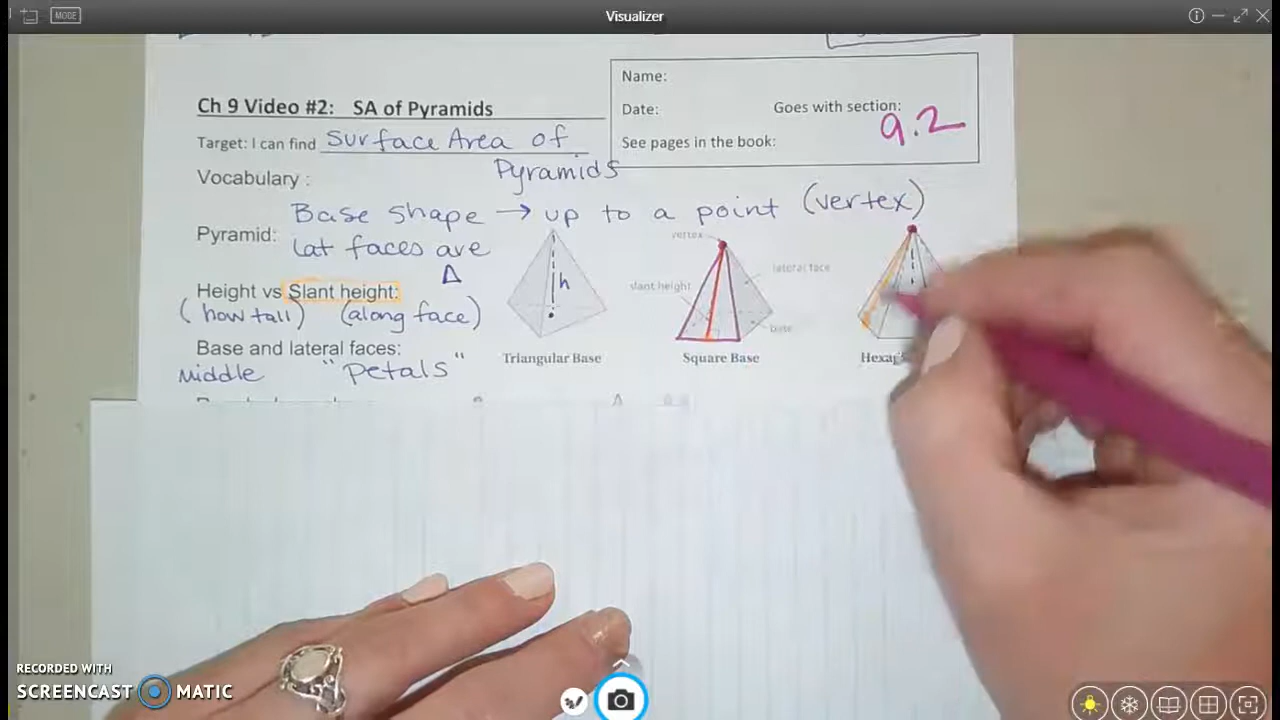 MODE
Visualizer
Name:
Ch 9 Video #2: SA of Pyramids
Date:
Goes with section:
9.2
Target: I can find Surface Area of
Pyramids
See pages in the book:
Vocabulary :
Base shape → up to a point (vertex)
Pyramid:
Lat faces are
Δ
vertex
lateral face
slant height
base
h
Height vs Slant height:
(how tall) (along face)
Base and lateral faces:
Middle "Petals"
Triangular Base
Square Base
RECORDED WITH
SCREENCAST MATIC